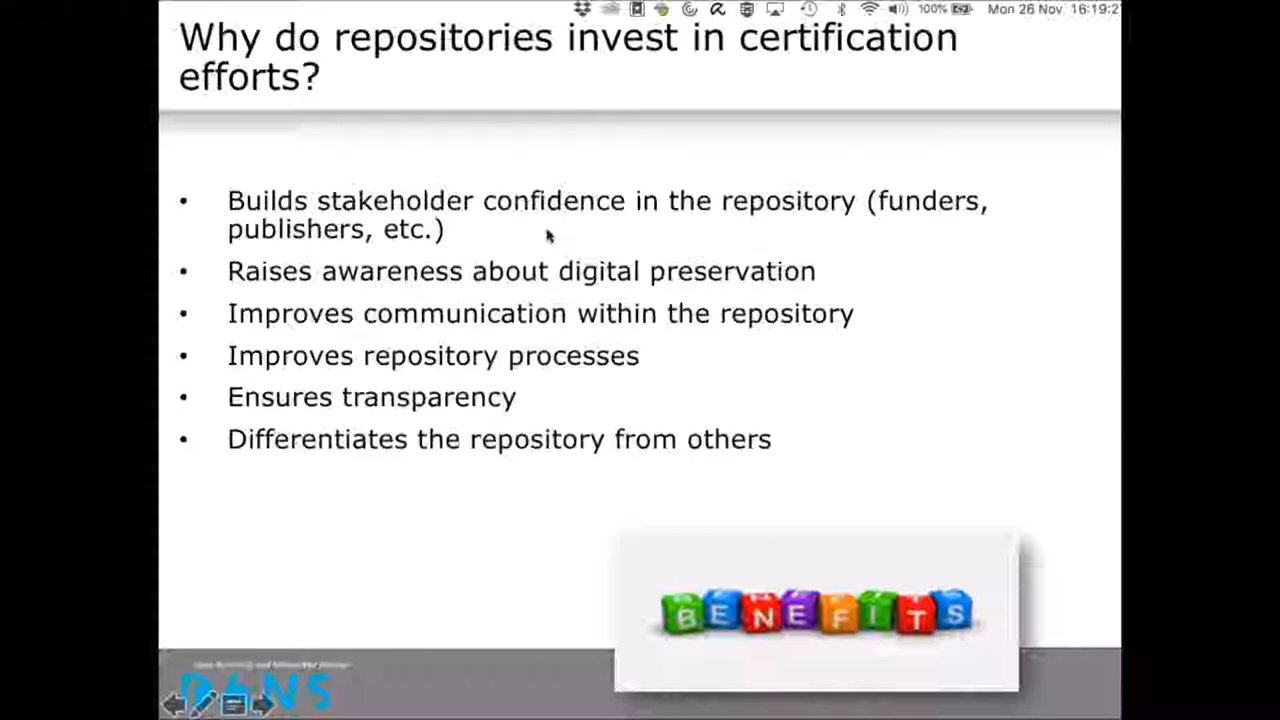 100%
Mon 26 Nov 16:19:2
Why do repositories invest in certification
efforts?
• Builds stakeholder confidence in the repository (funders,
publishers, etc.)
• Raises awareness about digital preservation
• Improves communication within the repository
• Improves repository processes
• Ensures transparency
• Differentiates the repository from others
BENEFITS
DANS